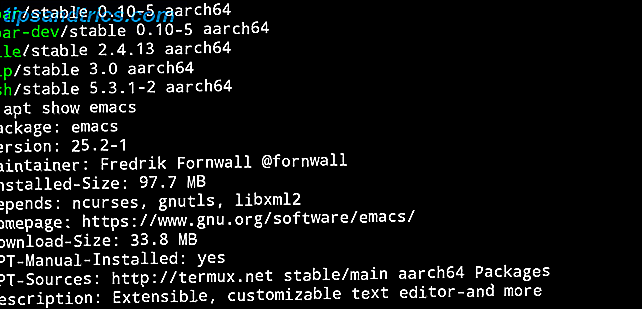 tipsandtrics.com
/stable 0.10-5 aarch64
ar-dev/stable 0.10-5 aarch64
le/stable 2.4.13 aarch64
p/stable 3.0 aarch64
sh/stable 5.3.1-2 aarch64
apt show emacs
ackage: emacs
ersion: 25.2-1
aintainer: Fredrik Fornwall @fornwall
nstalled-Size: 97.7 MB
epends: ncurses, gnutls, libxml2
omepage: https://www.gnu.org/software/emacs/
ownload-Size: 33.8 MB
PT-Manual-Installed: yes
PT-Sources: http://termux.net stable/main aarch64 Packages
escription: Extensible, customizable text editor-and more